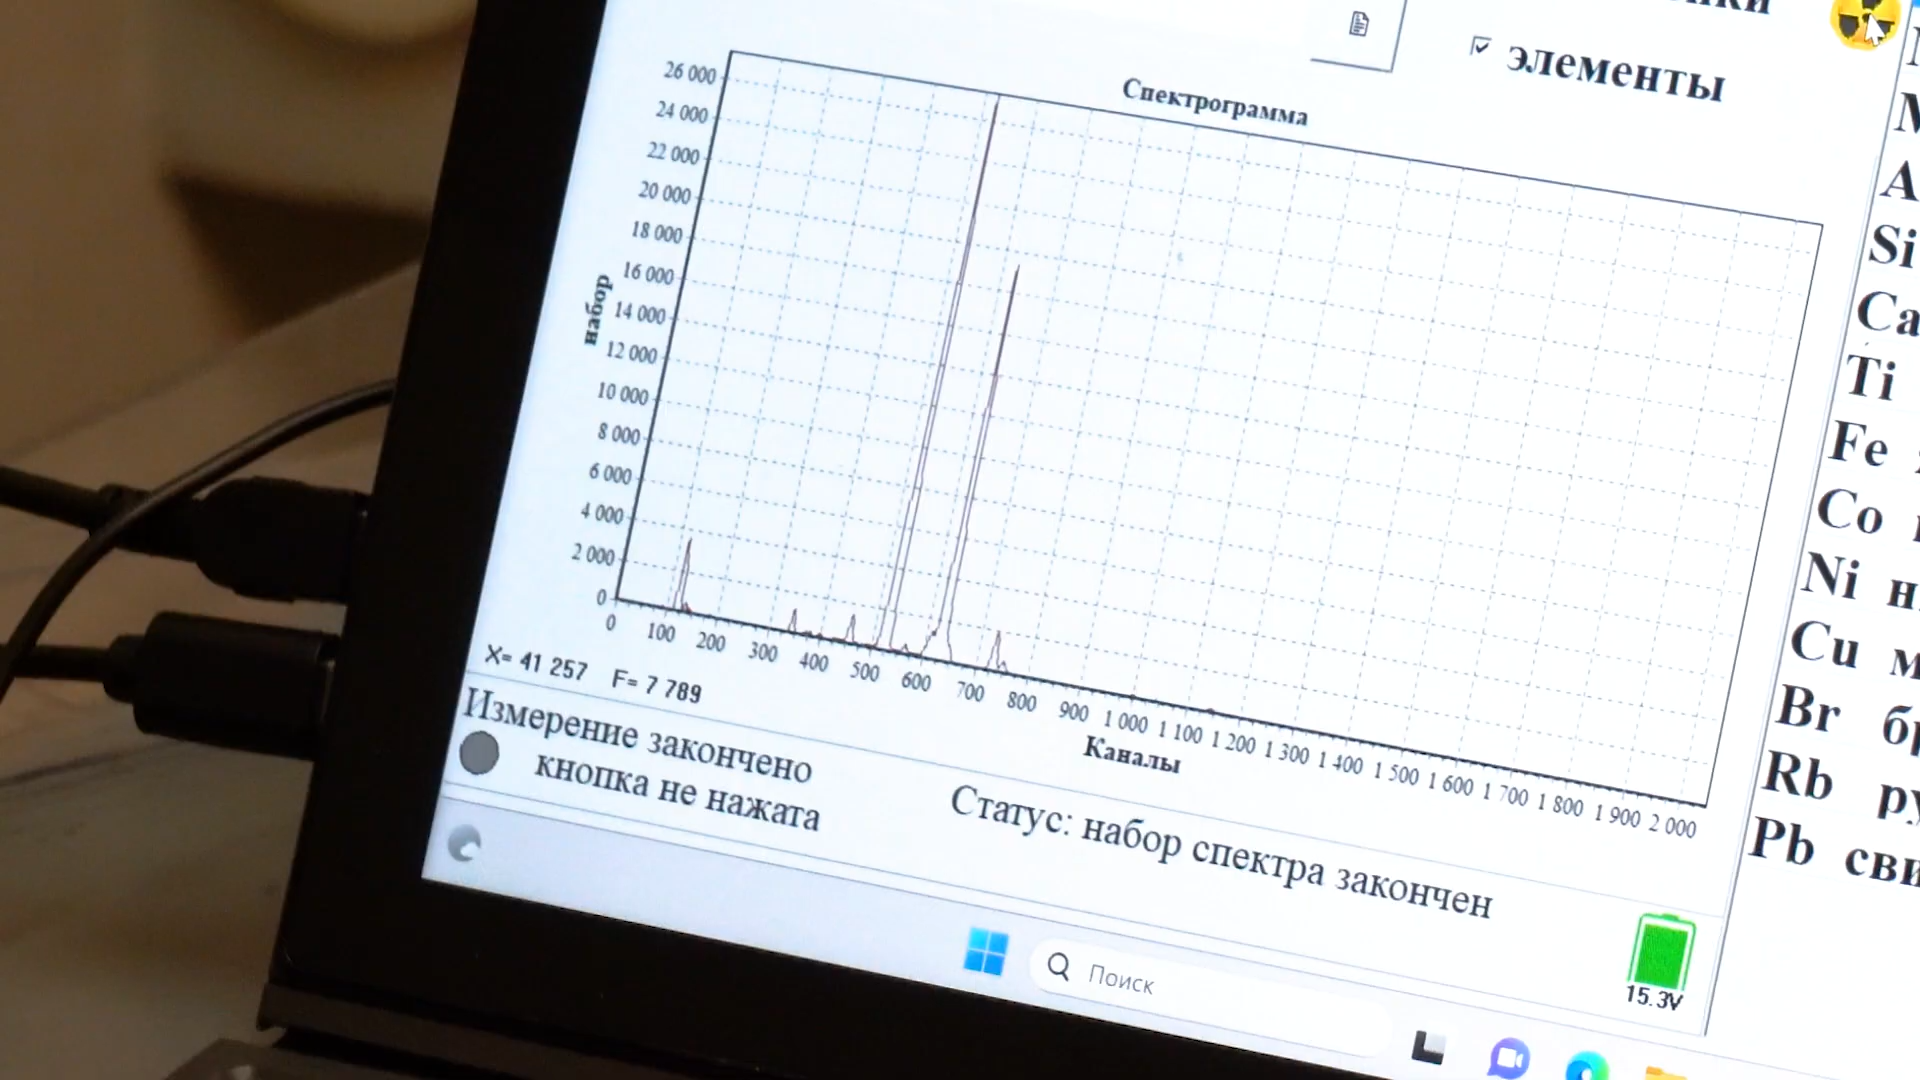 элементы
Спектрограмма
26 000
24 000
22 000
20 000
18 000
16 000
14 000
12 000
10 000
8 000
6 000
4 000
2 000
0
набор
0 100 200 300 400 500 600 700 800 900 1 000 1 100 1 200 1 300 1 400 1 500 1 600 1 700 1 800 1 900 2 000
Каналы
X= 41 257 F= 7 789
Измерение закончено
кнопка не нажата
Статус: набор спектра закончен
15.3V
Поиск
Si
Ca
Ti
Fe
Co
Ni
Cu
Br
Rb
Pb